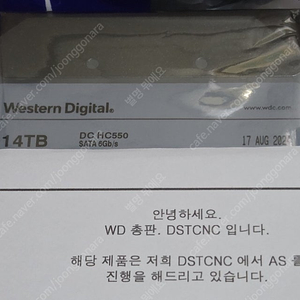 Western Digital®
www.wdc.com
14TB
DC HC550
SATA 6Gb/s
17 AUG 202
안녕하세요.
WD 총판. DSTCNC 입니다.
해당 제품은 저희 DSTCNC 에서 AS 를
진행을 해드리고 있습니다.